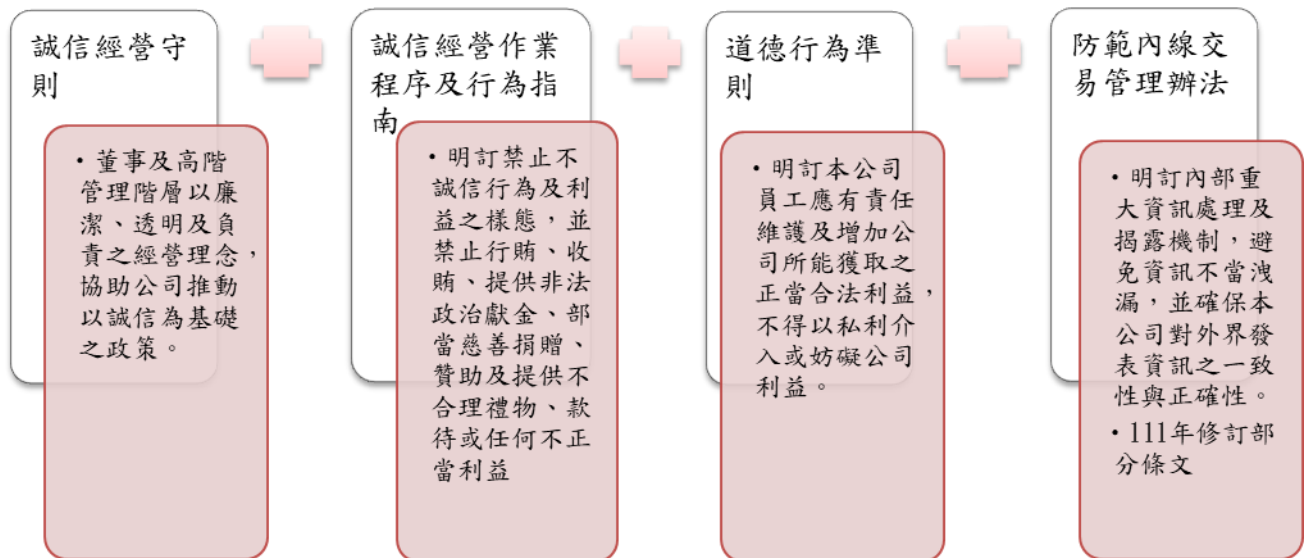 誠信經營守
則
• 董事及高階
管理階層以廉
潔、透明及負
責之經營理念，
協助公司推動
以誠信為基礎
之政策。
誠信經營作業
程序及行為指
南
• 明訂禁止不
誠信行為及利
益之樣態，並
禁止行賄、收
賄、提供非法
政治獻金、部
當慈善捐贈、
贊助及提供不
合理禮物、款
待或任何不正
當利益
道德行為準
則
• 明訂本公司
員工應有責任
維護及增加公
司所能獲取之
正當合法利益，
不得以私利介
入或妨礙公司
利益。
防範內線交
易管理辦法
• 明訂內部重
大資訊處理及
揭露機制，避
免資訊不當洩
漏，並確保本
公司對外界發
表資訊之一致
性與正確性。
• 111年修訂部
分條文